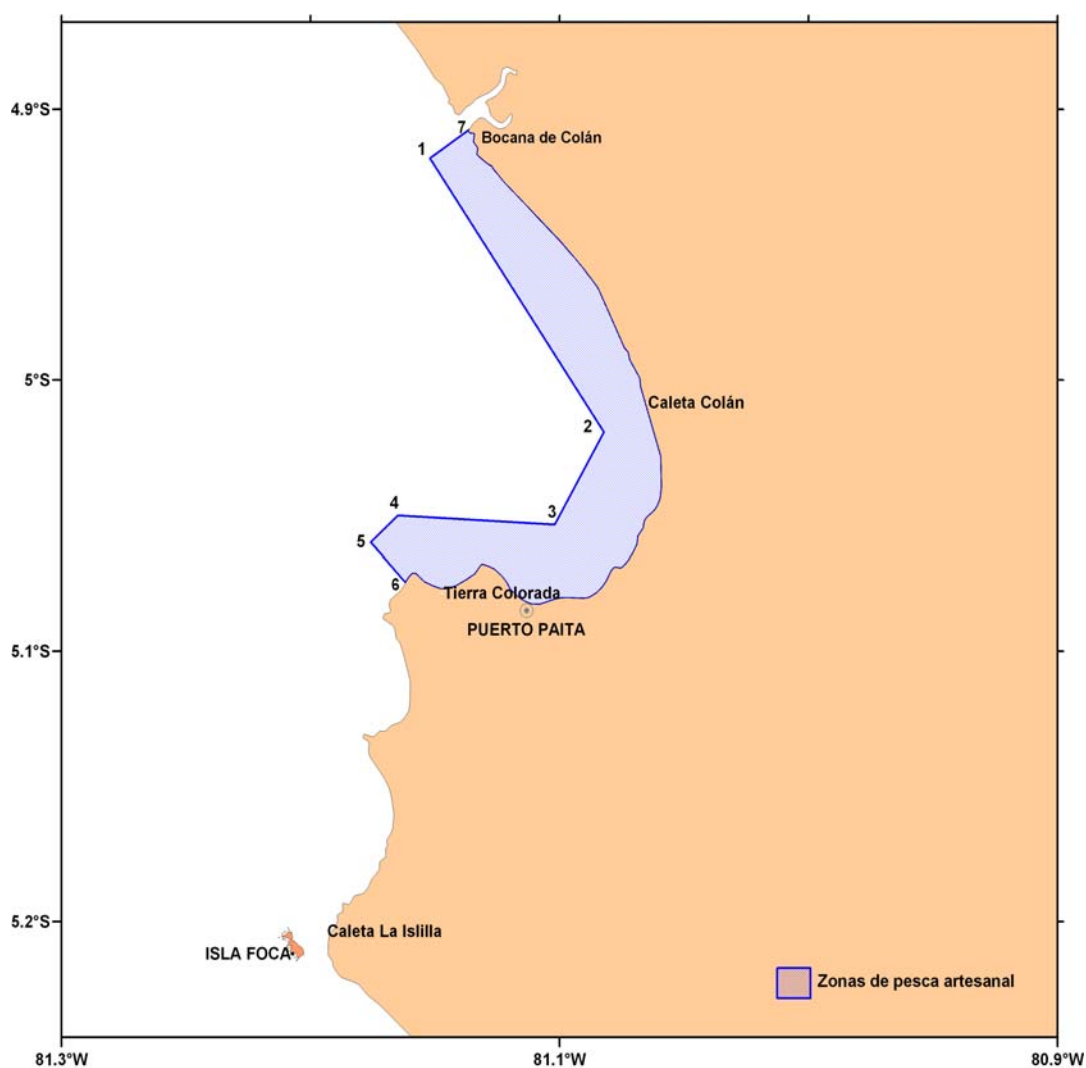 4.9°S
7
Bocana de Colán
1
5°S
Caleta Colán
2
4
3
5
6
Tierra Colorada
PUERTO PAITA
5.1°S
5.2°S
Caleta La Islilla
ISLA FOCA
Zonas de pesca artesanal
81.3°W
81.1°W
80.9°W